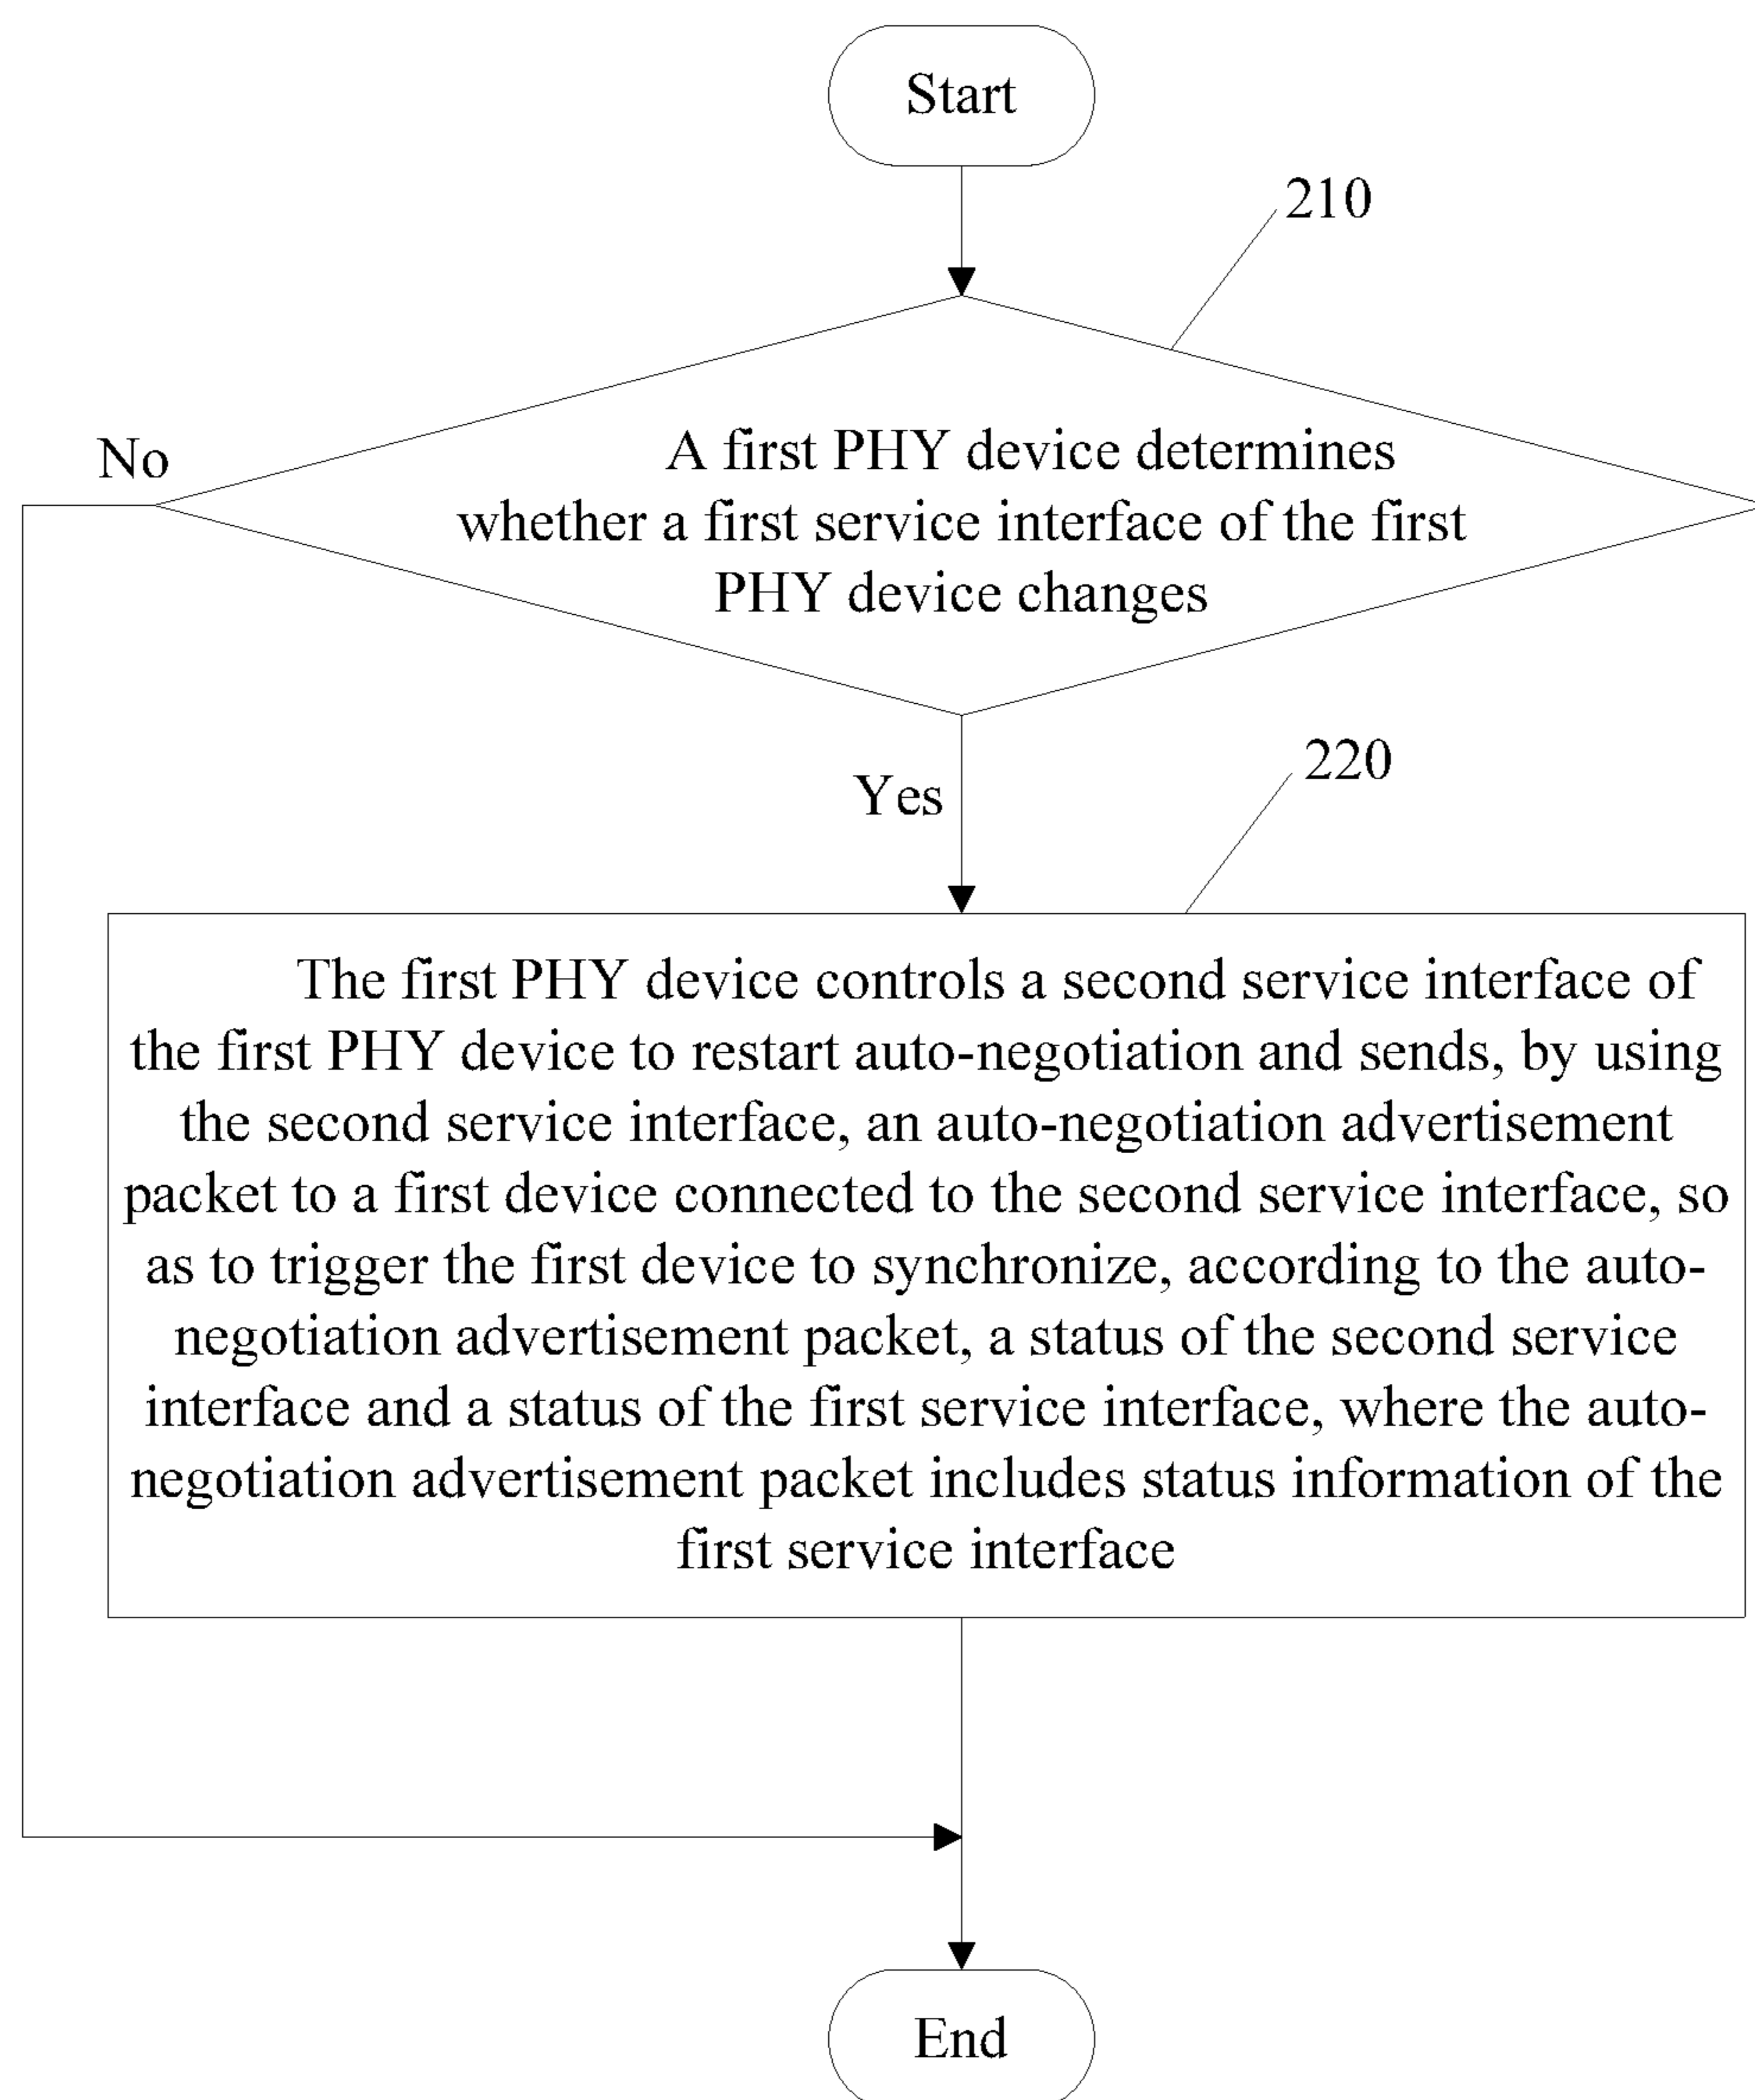 Start
210
A first PHY device determines
whether a first service interface of the first
PHY device changes
No
Yes
220
The first PHY device controls a second service interface of
the first PHY device to restart auto-negotiation and sends, by using
the second service interface, an auto-negotiation advertisement
packet to a first device connected to the second service interface, so
as to trigger the first device to synchronize, according to the auto-
negotiation advertisement packet, a status of the second service
interface and a status of the first service interface, where the auto-
negotiation advertisement packet includes status information of the
first service interface
End